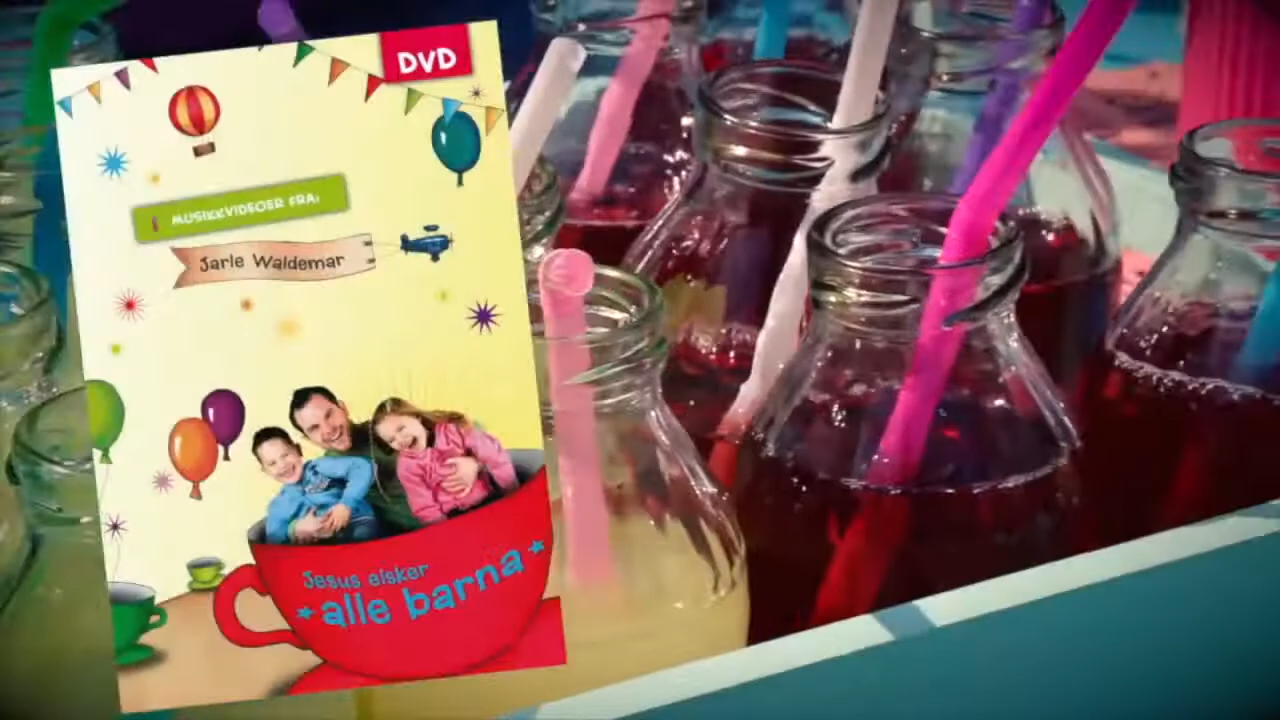 DVD
MUSIKKVIDEOER FRA:
Jarle Waldemar
Jesus elsker
alle barna